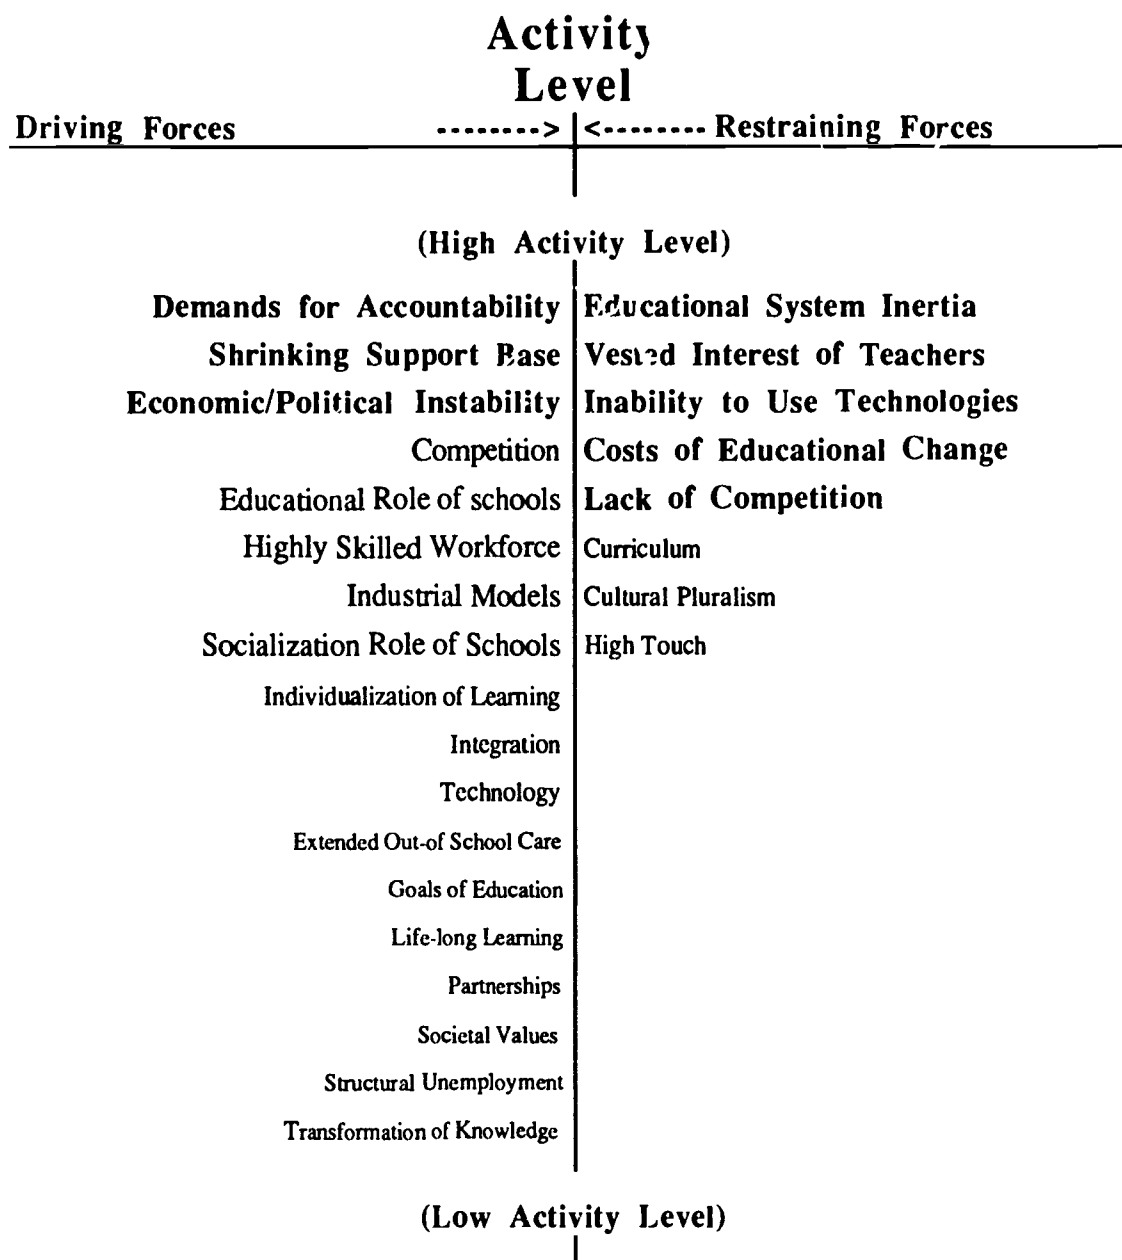 Activity
Level
Driving Forces --------> | <-------- Restraining Forces
(High Activity Level)
Demands for Accountability | Educational System Inertia
Shrinking Support Base | Vested Interest of Teachers
Economic/Political Instability | Inability to Use Technologies
Competition | Costs of Educational Change
Educational Role of schools | Lack of Competition
Highly Skilled Workforce | Curriculum
Industrial Models | Cultural Pluralism
Socialization Role of Schools | High Touch
Individualization of Learning
Integration
Technology
Extended Out-of School Care
Goals of Education
Life-long Learning
Partnerships
Societal Values
Structural Unemployment
Transformation of Knowledge
(Low Activity Level)